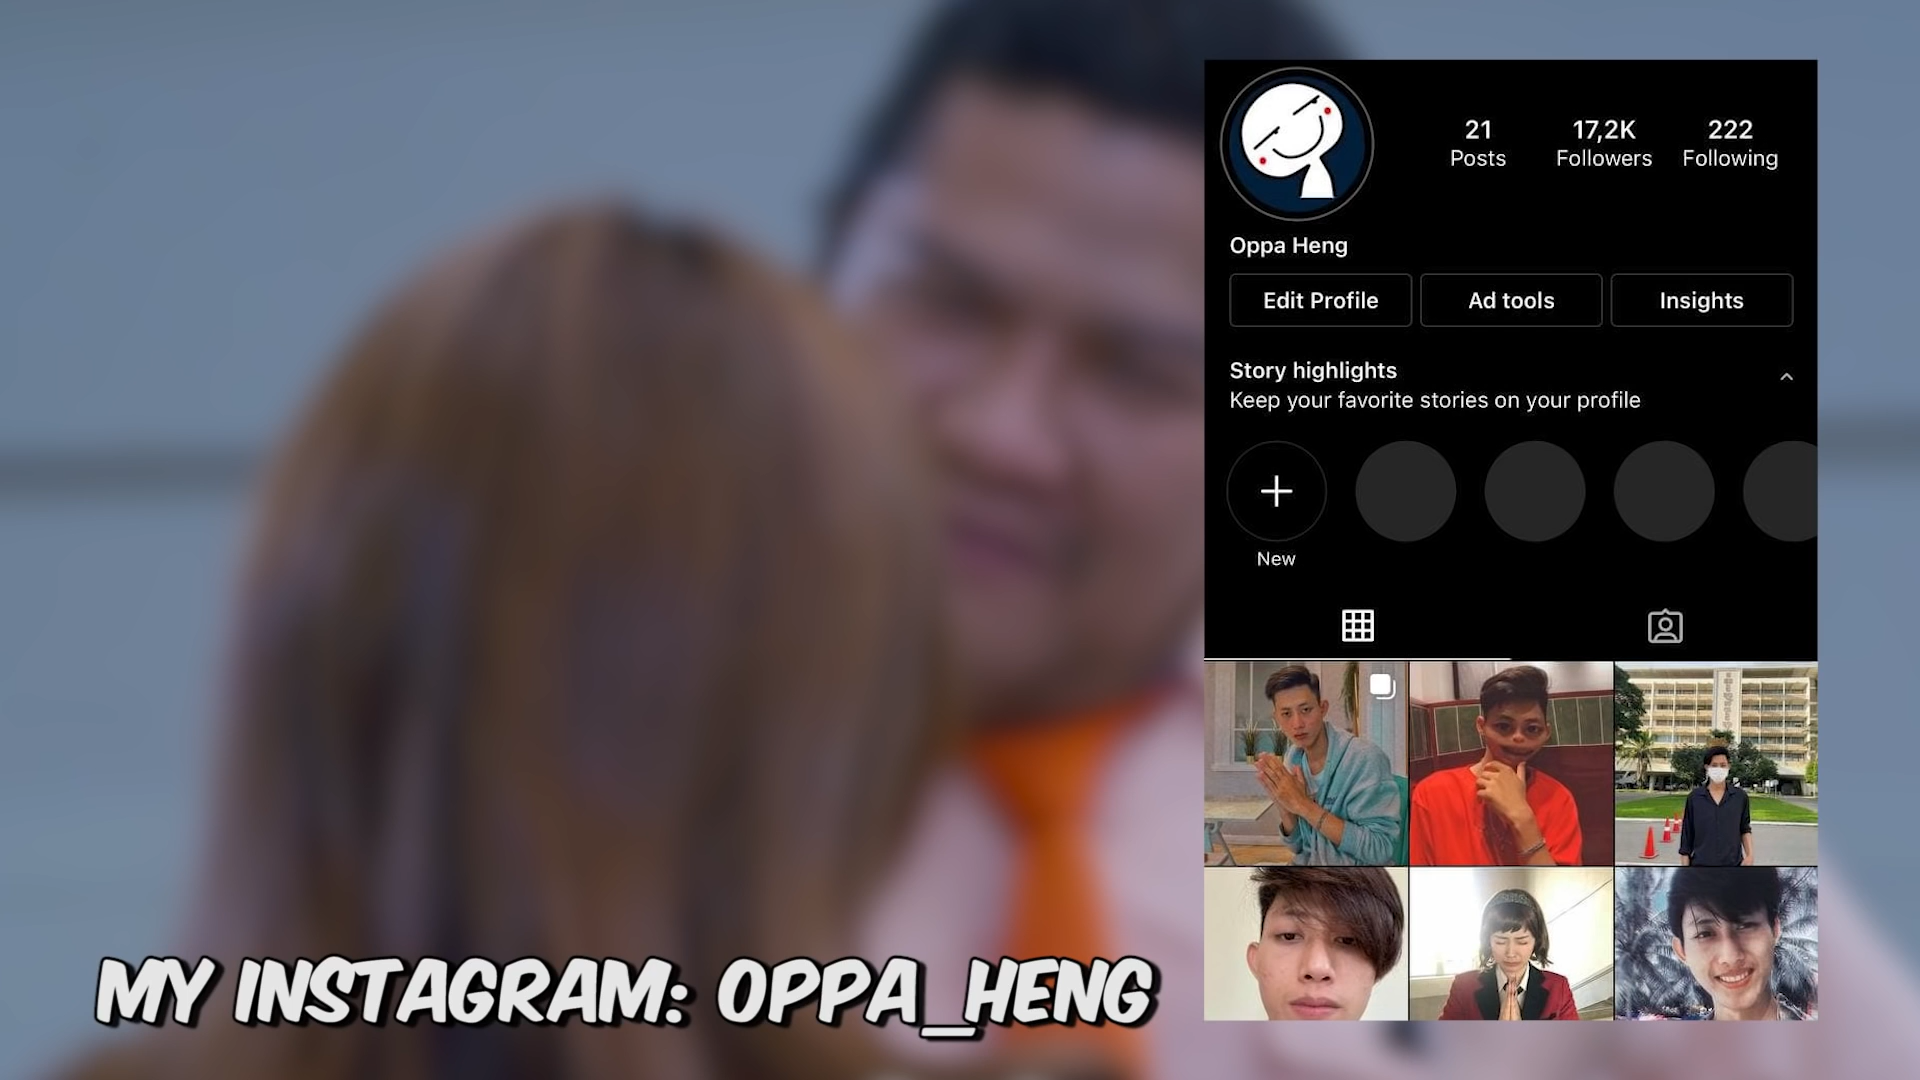 21
Posts
17,2K
Followers
222
Following
Oppa Heng
Edit Profile
Ad tools
Insights
Story highlights
Keep your favorite stories on your profile
New
MY INSTAGRAM: OPPA_HENG